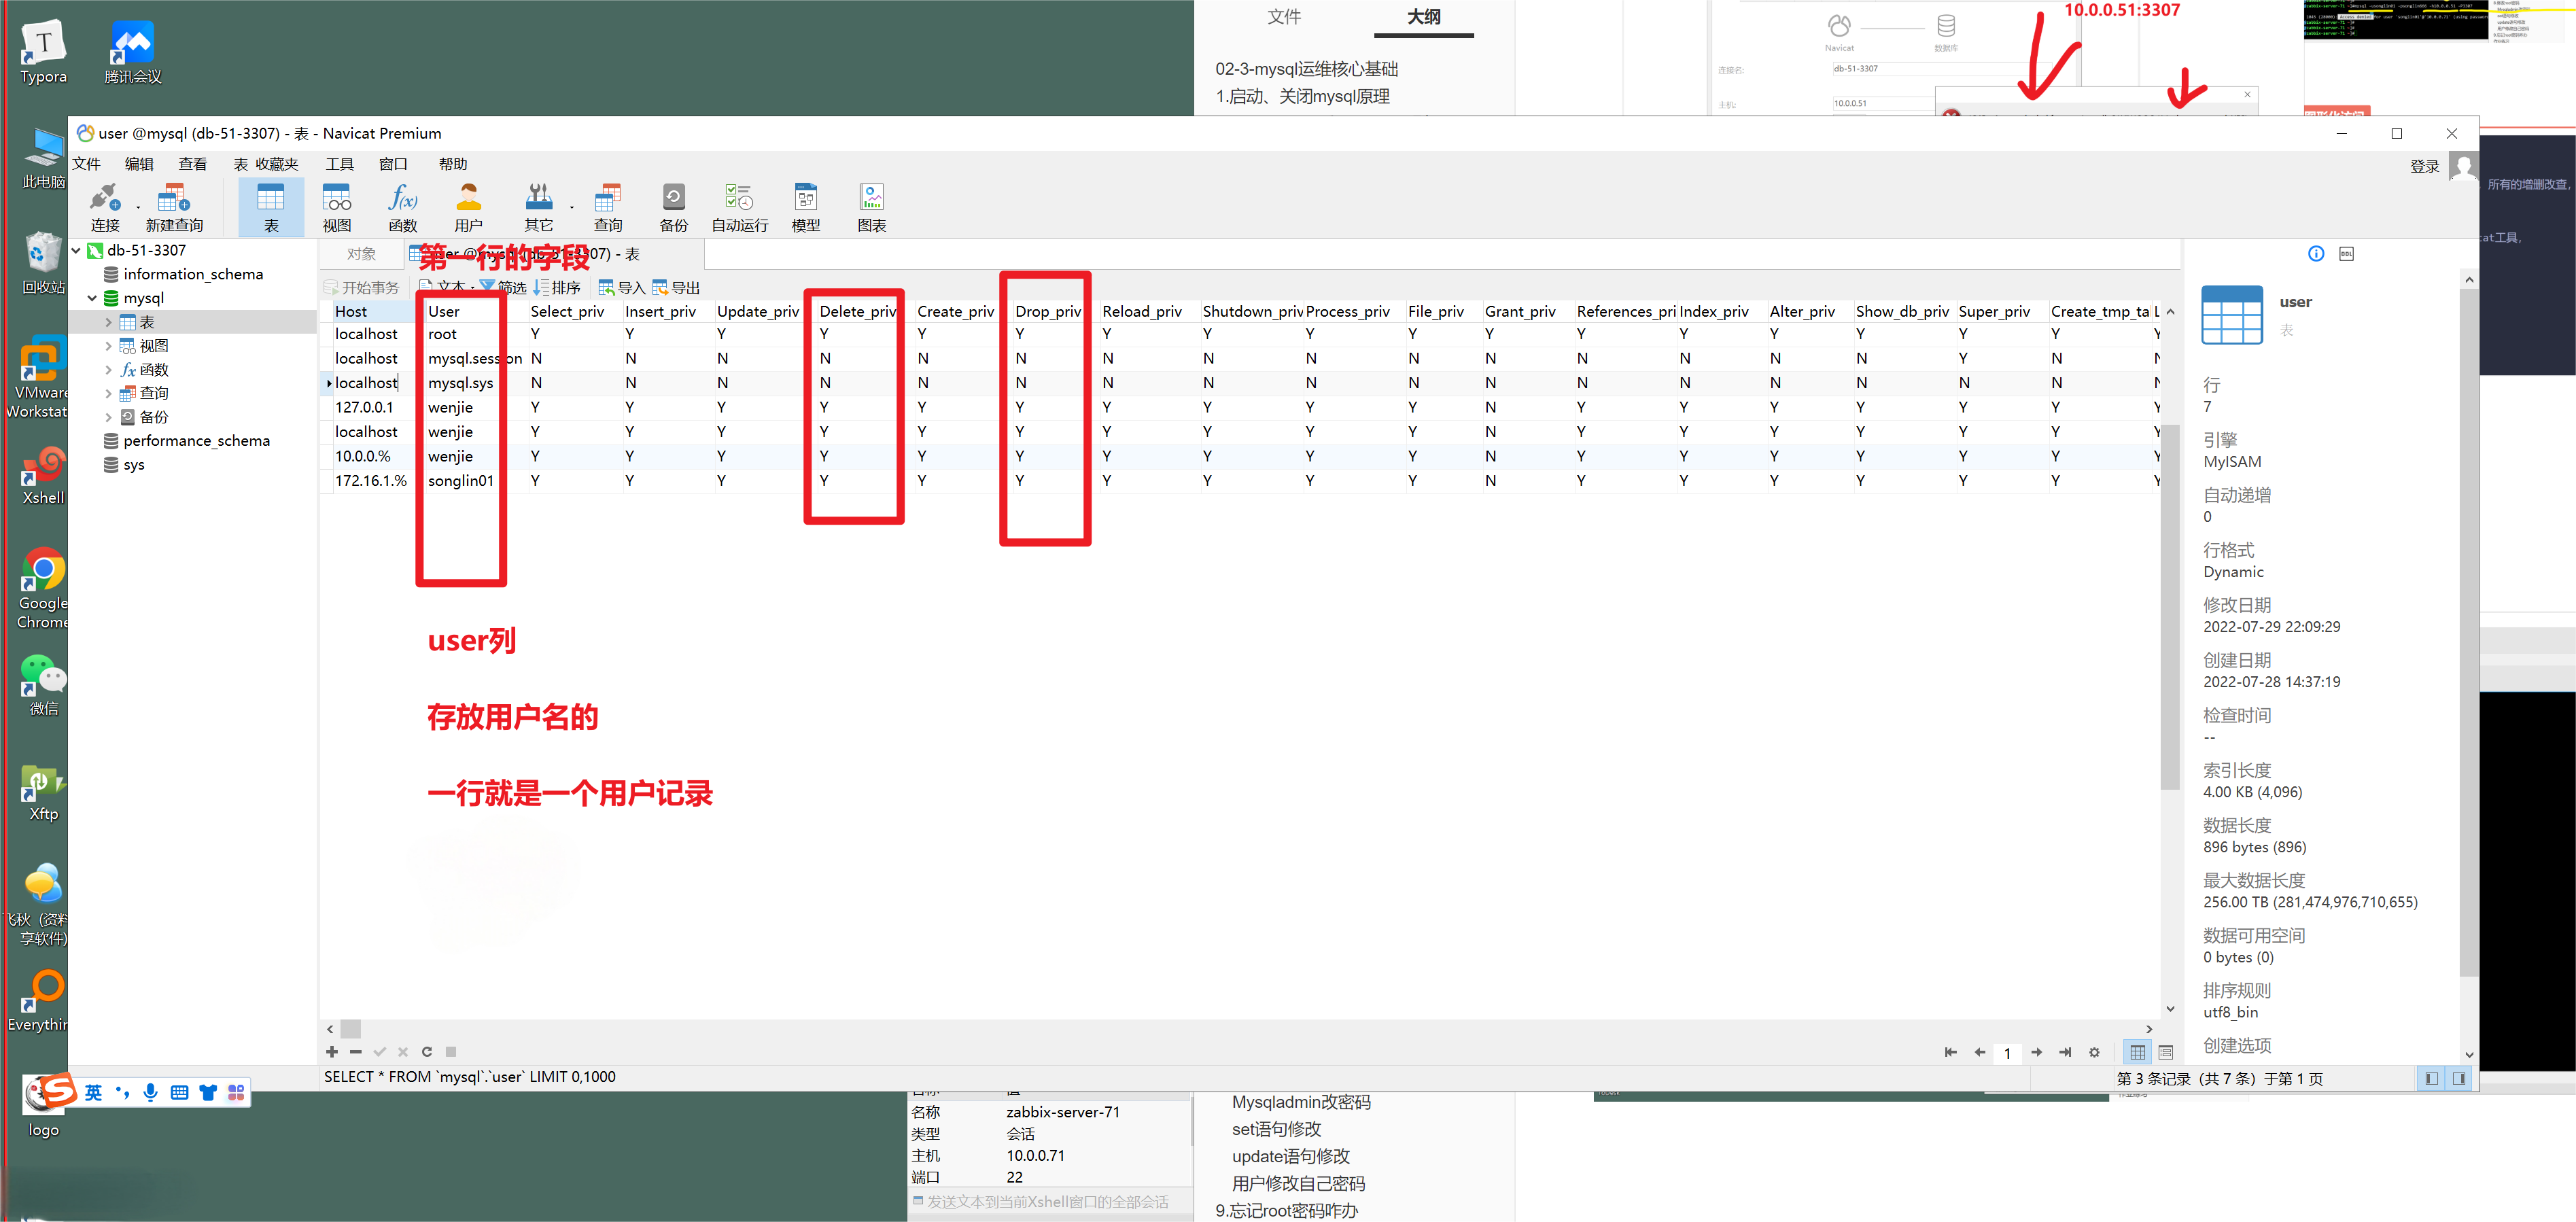 Typora
腾讯会议
此电脑
回收站
VMware
Workstat
Xshell
Google
Chrome
微信
Xftp
飞秋（资料
享软件)
Everythin
logo
文件
大纲
02-3-mysql运维核心基础
1.启动、关闭mysql原理
Navicat
数据库
连接名:
db-51-3307
主机:
10.0.0.51
10.0.0.51:3307
所有的增删改查,
cat工具,
user @mysql (db-51-3307) - 表 - Navicat Premium
文件 编辑 查看 表 收藏夹 工具 窗口 帮助
登录
连接 新建查询 表 视图 函数 用户 其它 查询 备份 自动运行 模型 图表
db-51-3307
information_schema
mysql
表
视图
函数
查询
备份
performance_schema
sys
对象
user @mysql (db-51-3307) - 表
第一行的字段
开始事务 文本 筛选 排序 导入 导出
Host User Select_priv Insert_priv Update_priv Delete_priv Create_priv Drop_priv Reload_priv Shutdown_priv Process_priv File_priv Grant_priv References_pri Index_priv Alter_priv Show_db_priv Super_priv Create_tmp_ta L
localhost root Y Y Y Y Y Y Y Y Y Y Y Y Y Y Y Y Y Y
localhost mysql.session N N N N N N N N N N N N N N N Y N N
localhost mysql.sys N N N N N N N N N N N N N N N N N N
127.0.0.1 wenjie Y Y Y Y Y Y Y Y Y Y N Y Y Y Y Y Y Y
localhost wenjie Y Y Y Y Y Y Y Y Y Y N Y Y Y Y Y Y Y
10.0.0.% wenjie Y Y Y Y Y Y Y Y Y Y N Y Y Y Y Y Y Y
172.16.1.% songlin01 Y Y Y Y Y Y Y Y Y Y N Y Y Y Y Y Y Y
user列
存放用户名的
一行就是一个用户记录
user
表
行
7
引擎
MyISAM
自动递增
0
行格式
Dynamic
修改日期
2022-07-29 22:09:29
创建日期
2022-07-28 14:37:19
检查时间
--
索引长度
4.00 KB (4,096)
数据长度
896 bytes (896)
最大数据长度
256.00 TB (281,474,976,710,655)
数据可用空间
0 bytes (0)
排序规则
utf8_bin
创建选项
1
SELECT * FROM `mysql`.`user` LIMIT 0,1000
第 3 条记录（共 7 条）于第 1 页
英
名称 zabbix-server-71
类型 会话
主机 10.0.0.71
端口 22
发送文本到当前Xshell窗口的全部会话
Mysqladmin改密码
set语句修改
update语句修改
用户修改自己密码
9.忘记root密码咋办